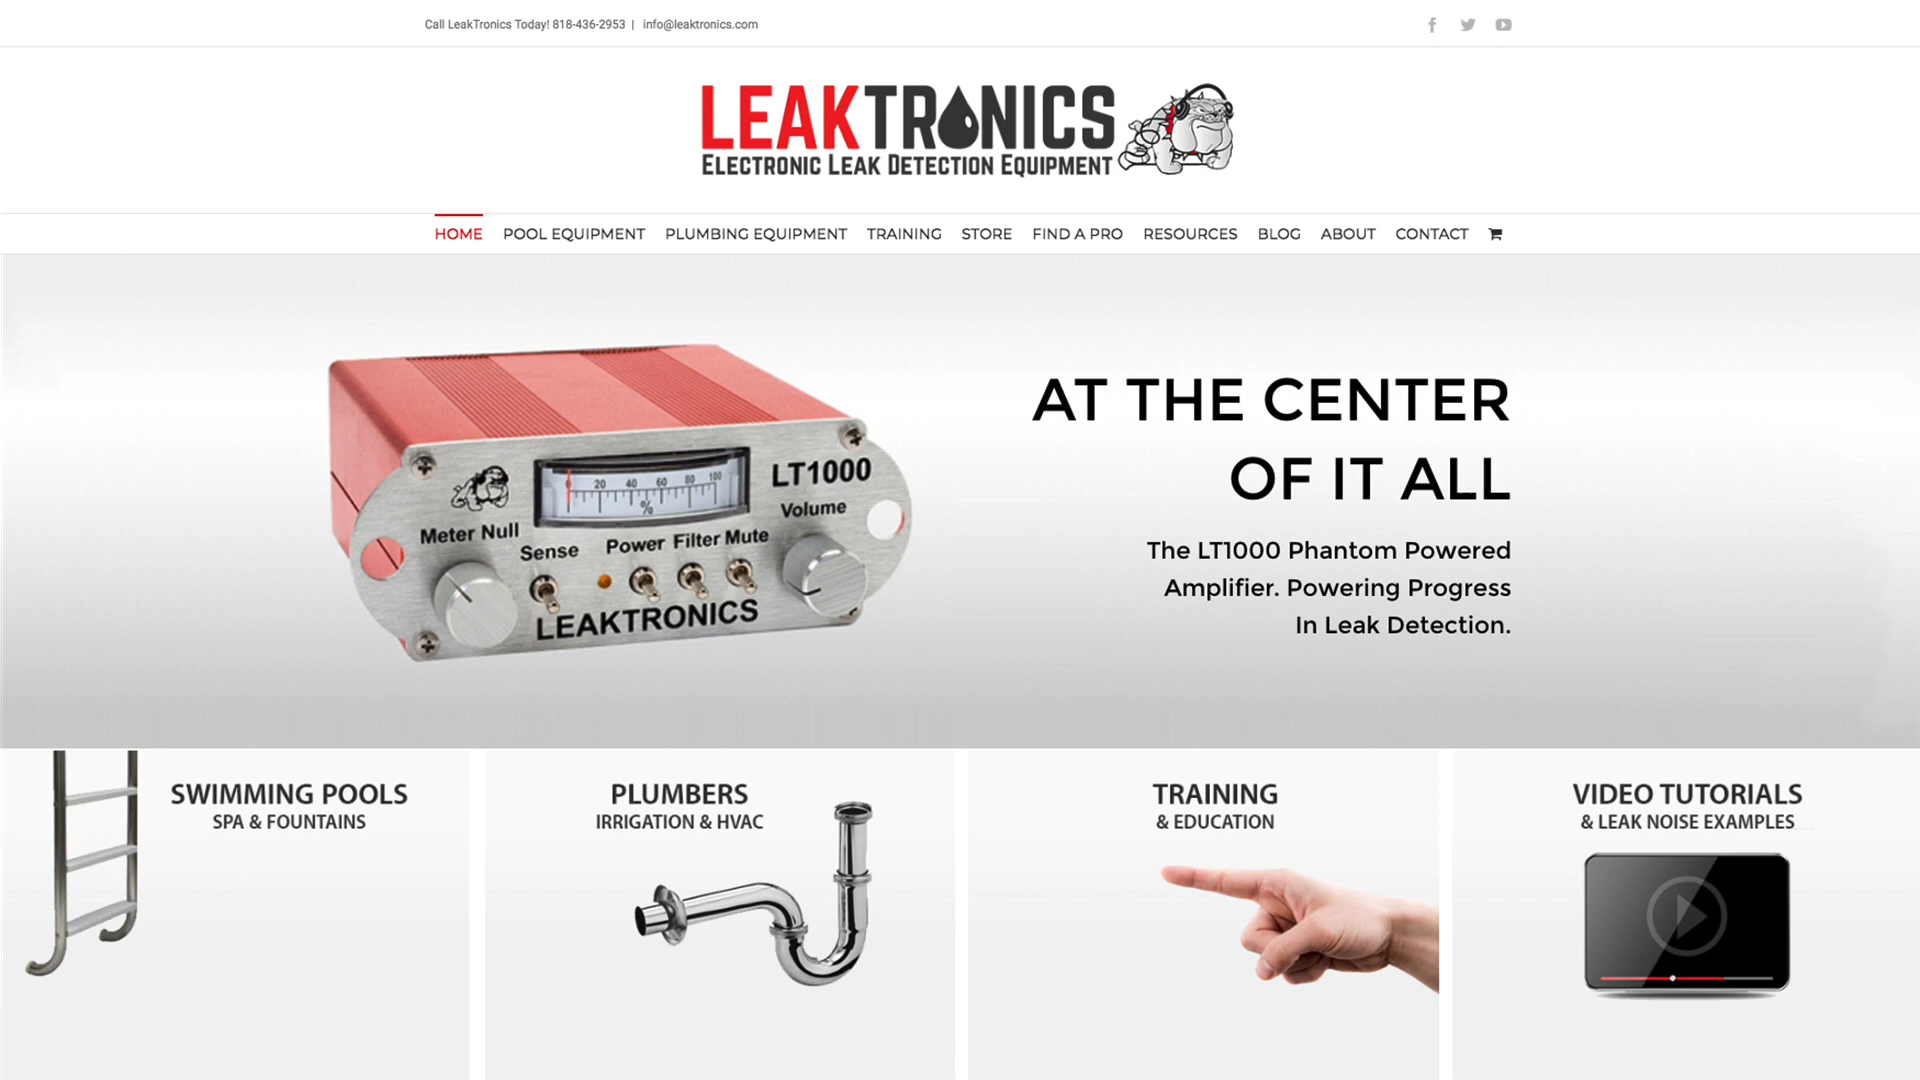 Call LeakTronics Today! 818-436-2953 | info@leaktronics.com
LEAKTRONICS
ELECTRONIC LEAK DETECTION EQUIPMENT
HOME POOL EQUIPMENT PLUMBING EQUIPMENT TRAINING STORE FIND A PRO RESOURCES BLOG ABOUT CONTACT
AT THE CENTER
OF IT ALL
The LT1000 Phantom Powered
Amplifier. Powering Progress
In Leak Detection.
LT1000
0 20 40 60 80 100
%
Volume
Meter Null
Sense
Power Filter Mute
LEAKTRONICS
SWIMMING POOLS
SPA & FOUNTAINS
PLUMBERS
IRRIGATION & HVAC
TRAINING
& EDUCATION
VIDEO TUTORIALS
& LEAK NOISE EXAMPLES